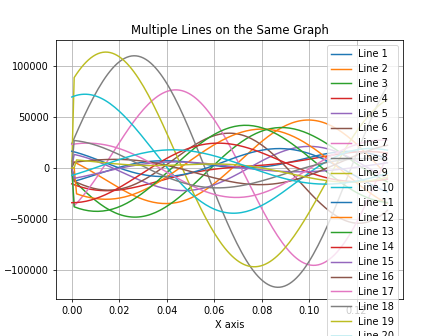 Multiple Lines on the Same Graph
100000
50000
0
−50000
−100000
0.00
0.02
0.04
0.06
0.08
0.10
X axis
Line 1
Line 2
Line 3
Line 4
Line 5
Line 6
Line 7
Line 8
Line 9
Line 10
Line 11
Line 12
Line 13
Line 14
Line 15
Line 16
Line 17
Line 18
Line 19
Line 20